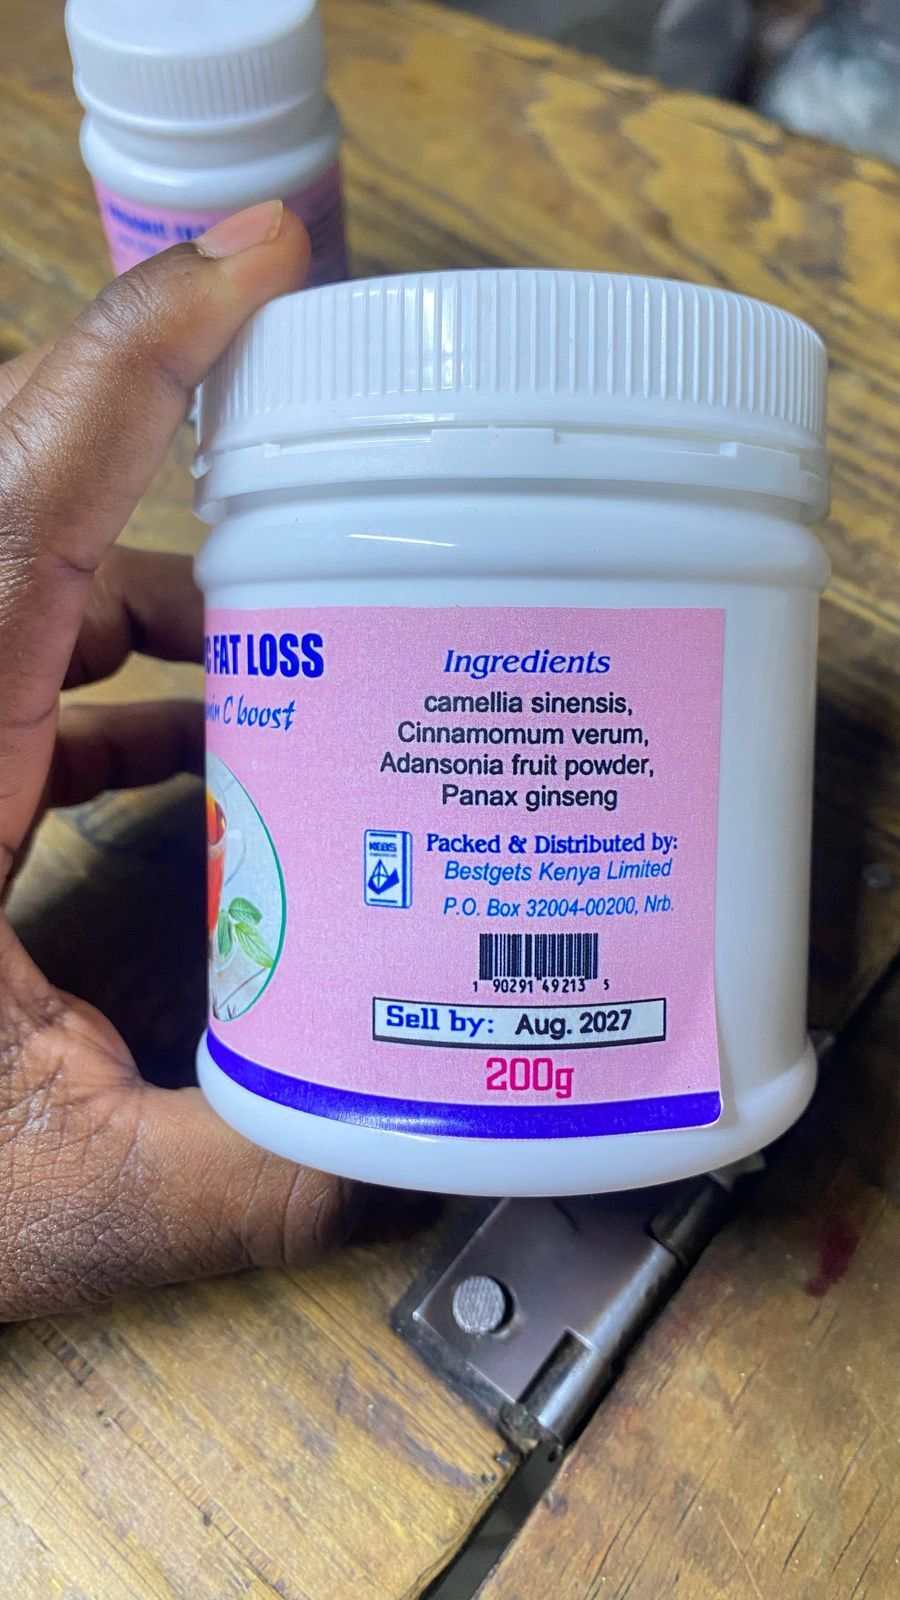 FAT LOSS
C boost
Ingredients
camellia sinensis,
Cinnamomum verum,
Adansonia fruit powder,
Panax ginseng
KEBS
Packed & Distributed by:
Bestgets Kenya Limited
P.O. Box 32004-00200, Nrb.
1 90291 49213 5
Sell by: Aug. 2027
200g